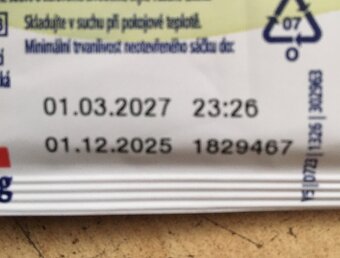 Skladujte v suchu při pokojové teplotě.
Minimální trvanlivost neotevřeného sáčku do:
07
O
01.03.2027 23:26
01.12.2025 1829467
g